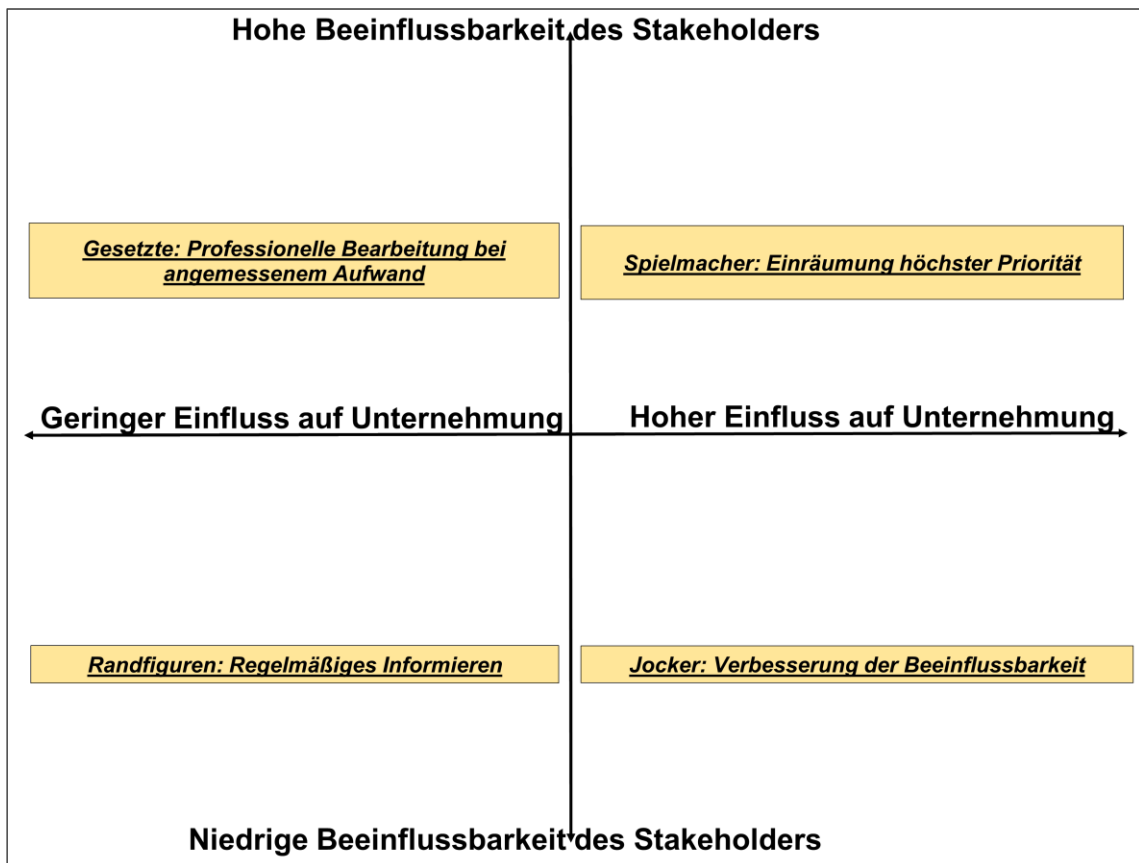 Hohe Beeinflussbarkeit des Stakeholders
Gesetzte: Professionelle Bearbeitung bei
angemessenem Aufwand
Spielmacher: Einräumung höchster Priorität
Geringer Einfluss auf Unternehmung
Hoher Einfluss auf Unternehmung
Randfiguren: Regelmäßiges Informieren
Jocker: Verbesserung der Beeinflussbarkeit
Niedrige Beeinflussbarkeit des Stakeholders